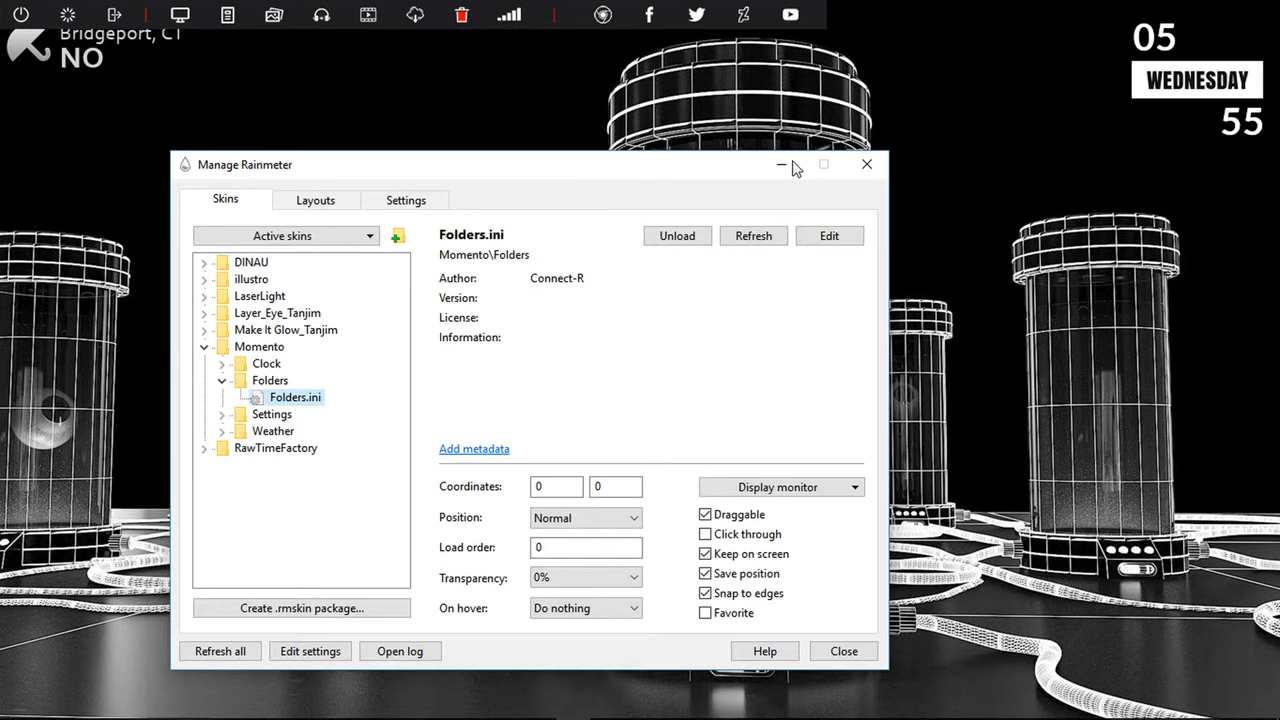 Bridgeport, CT
NO
05
WEDNESDAY
55
Manage Rainmeter
Skins
Layouts
Settings
Active skins
DINAU
illustro
LaserLight
Layer_Eye_Tanjim
Make It Glow_Tanjim
Momento
Clock
Folders
Folders.ini
Settings
Weather
RawTimeFactory
Create .rmskin package...
Folders.ini
Unload
Refresh
Edit
Momento\Folders
Author: Connect-R
Version:
License:
Information:
Add metadata
Coordinates: 0 0
Position: Normal
Load order: 0
Transparency: 0%
On hover: Do nothing
Display monitor
Draggable
Click through
Keep on screen
Save position
Snap to edges
Favorite
Refresh all
Edit settings
Open log
Help
Close